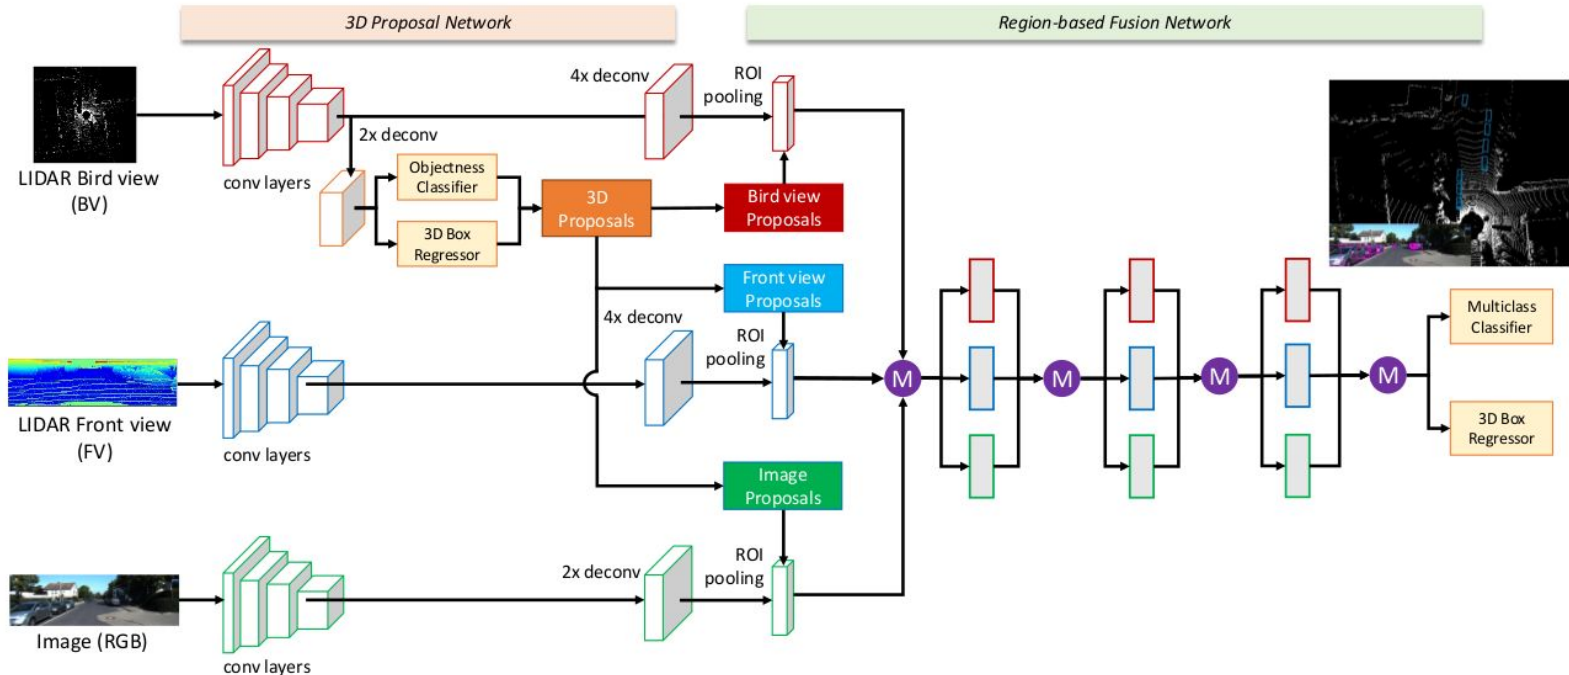 3D Proposal Network
Region-based Fusion Network
4x deconv
ROI
pooling
2x deconv
LIDAR Bird view
(BV)
conv layers
Objectness
Classifier
3D Box
Regressor
3D
Proposals
Bird view
Proposals
Front view
Proposals
4x deconv
ROI
pooling
LIDAR Front view
(FV)
conv layers
M
M
M
M
Multiclass
Classifier
3D Box
Regressor
Image
Proposals
2x deconv
ROI
pooling
Image (RGB)
conv layers